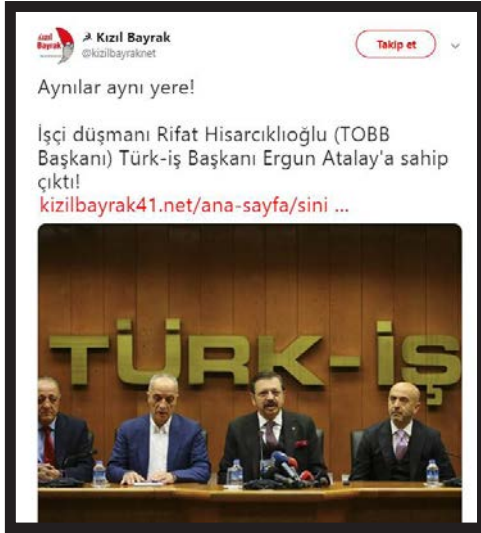 kızıl
Bayrak
☭ Kızıl Bayrak
@kizilbayraknet
Takip et
Aynılar aynı yere!
İşçi düşmanı Rifat Hisarcıklıoğlu (TOBB
Başkanı) Türk-iş Başkanı Ergun Atalay'a sahip
çıktı!
kizilbayrak41.net/ana-sayfa/sini ...
TÜRK-İŞ